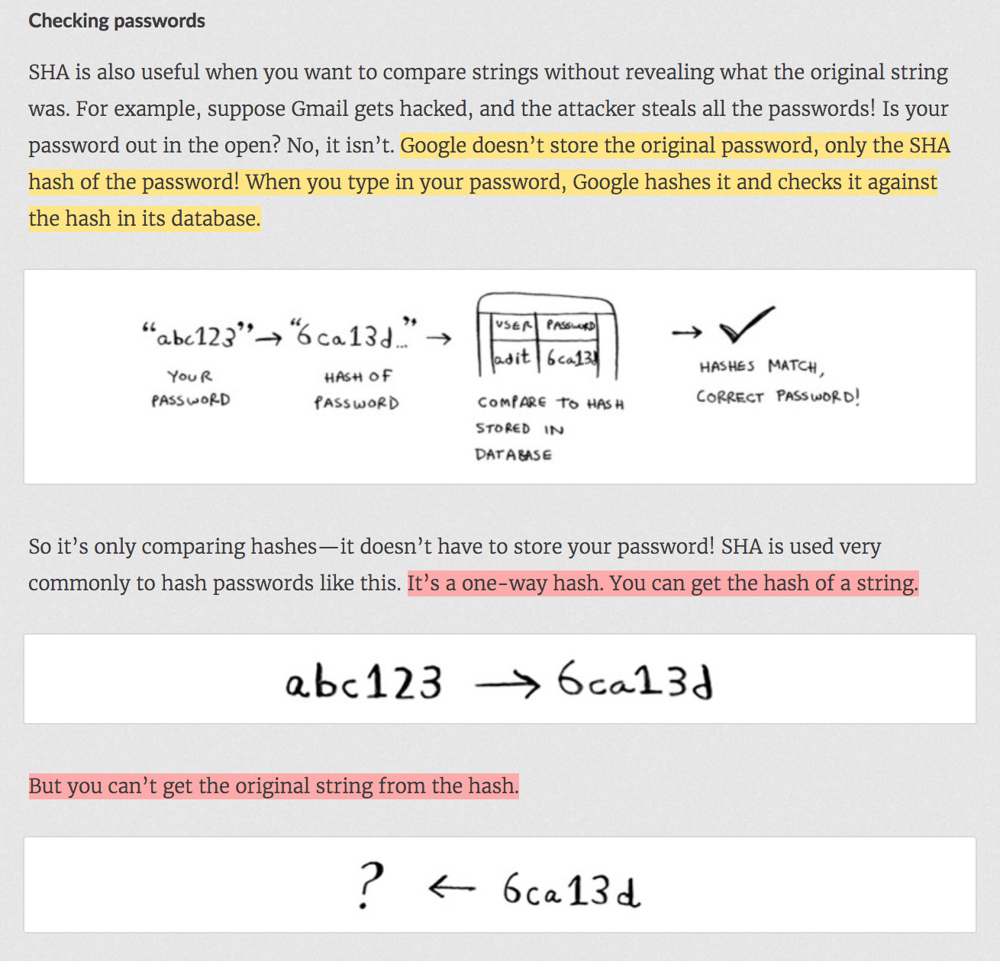 Checking passwords
SHA is also useful when you want to compare strings without revealing what the original string
was. For example, suppose Gmail gets hacked, and the attacker steals all the passwords! Is your
password out in the open? No, it isn’t. Google doesn’t store the original password, only the SHA
hash of the password! When you type in your password, Google hashes it and checks it against
the hash in its database.
“abc123” → “6ca13d...” →
YOUR
PASSWORD
HASH OF
PASSWORD
USER PASSWORD
adit 6ca13d
COMPARE TO HASH
STORED IN
DATABASE
→ ✓
HASHES MATCH,
CORRECT PASSWORD!
So it’s only comparing hashes—it doesn’t have to store your password! SHA is used very
commonly to hash passwords like this. It’s a one-way hash. You can get the hash of a string.
abc123 → 6ca13d
But you can’t get the original string from the hash.
? ← 6ca13d